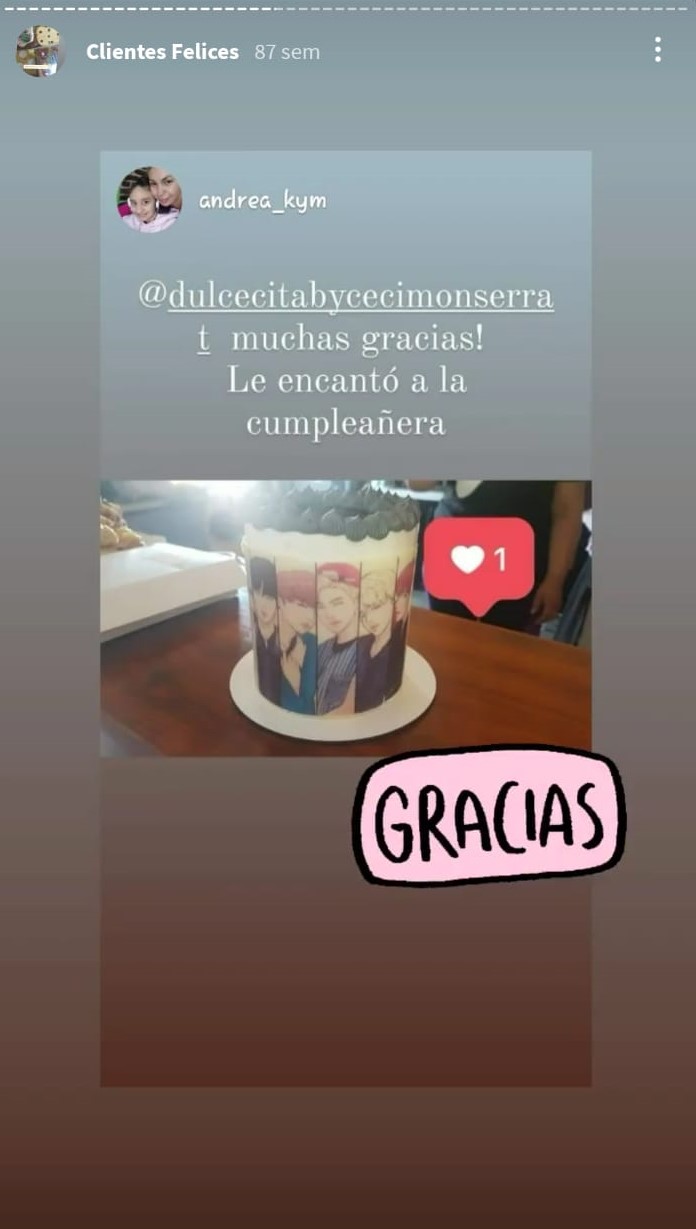 Clientes Felices 87 sem
andrea_kym
@dulcecitabycecimonserra
t muchas gracias!
Le encantó a la
cumpleañera
1
GRACIAS